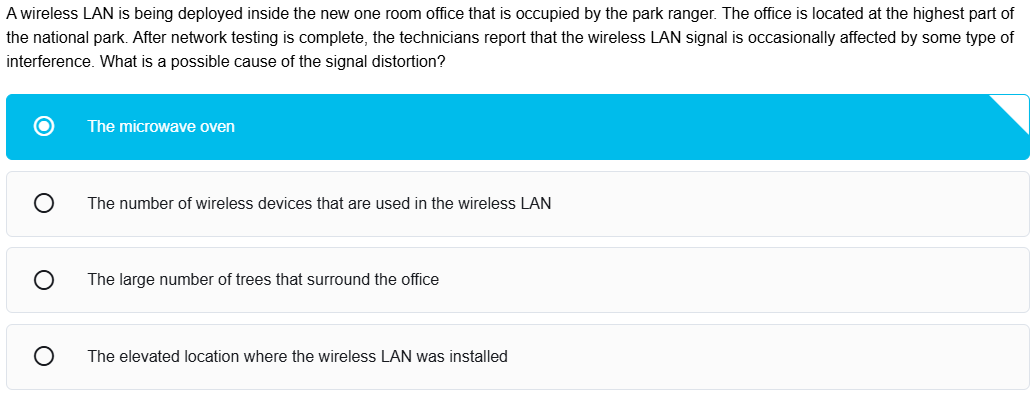 A wireless LAN is being deployed inside the new one room office that is occupied by the park ranger. The office is located at the highest part of
the national park. After network testing is complete, the technicians report that the wireless LAN signal is occasionally affected by some type of
interference. What is a possible cause of the signal distortion?
The microwave oven
The number of wireless devices that are used in the wireless LAN
The large number of trees that surround the office
The elevated location where the wireless LAN was installed